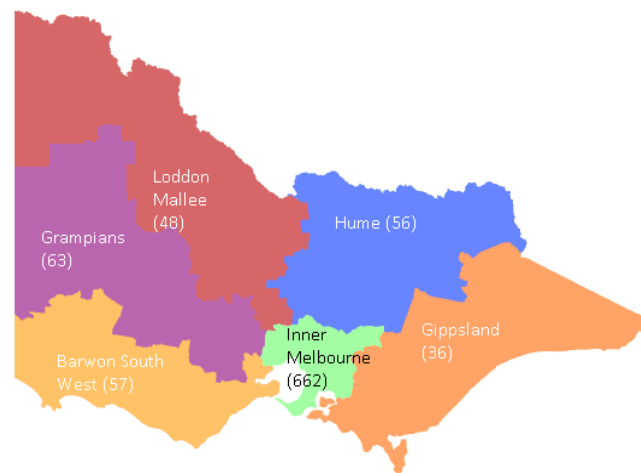 Loddon
Mallee
(48)
Grampians
(63)
Hume (56)
Inner
Melbourne
(662)
Gippsland
(36)
Barwon South
West (57)